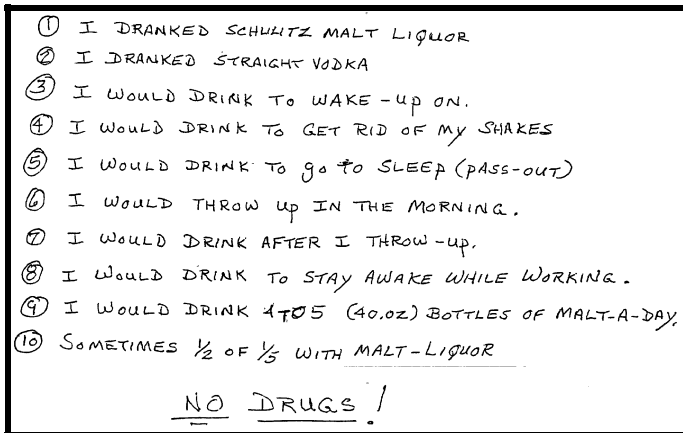 ① I DRANKED SCHULITZ MALT LIQUOR
② I DRANKED STRAIGHT VODKA
③ I WOULD DRINK TO WAKE-UP ON.
④ I WOULD DRINK TO GET RID OF MY SHAKES
⑤ I WOULD DRINK TO go to SLEEP (PASS-OUT)
⑥ I WOULD THROW UP IN THE MORNING.
⑦ I WOULD DRINK AFTER I THROW-UP.
⑧ I WOULD DRINK TO STAY AWAKE WHILE WORKING.
⑨ I WOULD DRINK 4TO5 (40.OZ) BOTTLES OF MALT-A-DAY.
⑩ SOMETIMES 1/2 OF 1/5 WITH MALT-LIQUOR
NO DRUGS!